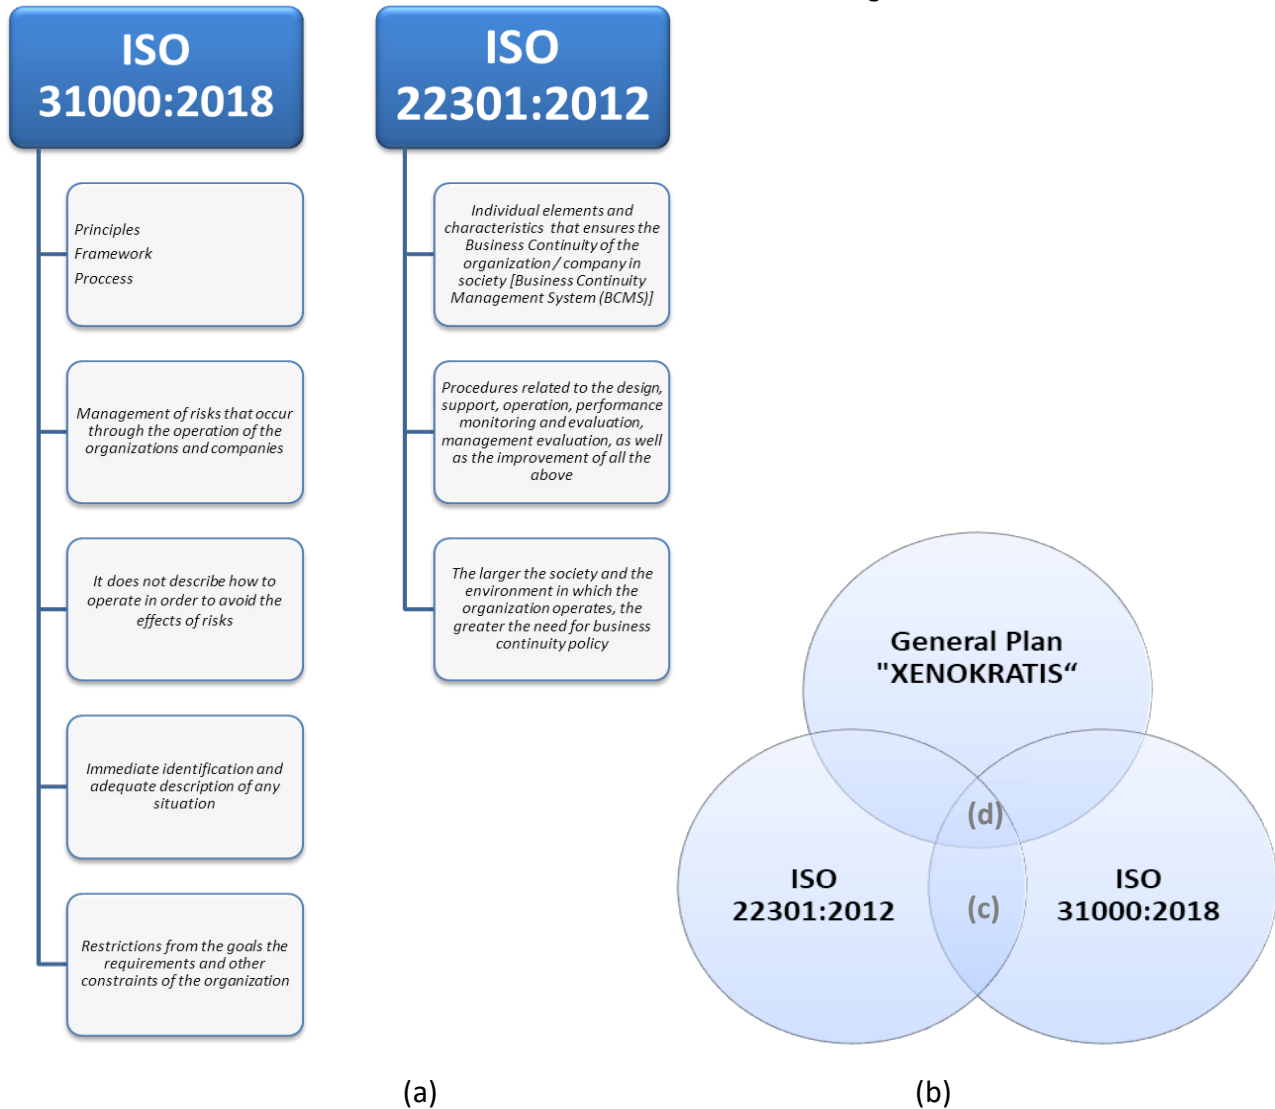 ISO
31000:2018
Principles
Framework
Proccess
Management of risks that occur
through the operation of the
organizations and companies
It does not describe how to
operate in order to avoid the
effects of risks
Immediate identification and
adequate description of any
situation
Restrictions from the goals the
requirements and other
constraints of the organization
ISO
22301:2012
Individual elements and
characteristics that ensures the
Business Continuity of the
organization / company in
society [Business Continuity
Management System (BCMS)]
Procedures related to the design,
support, operation, performance
monitoring and evaluation,
management evaluation, as well
as the improvement of all the
above
The larger the society and the
environment in which the
organization operates, the
greater the need for business
continuity policy
(a)
General Plan
"XENOKRATIS“
(d)
ISO
22301:2012
(c)
ISO
31000:2018
(b)